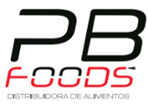 PB
FOODS
DISTRIBUIDORA DE ALIMENTOS